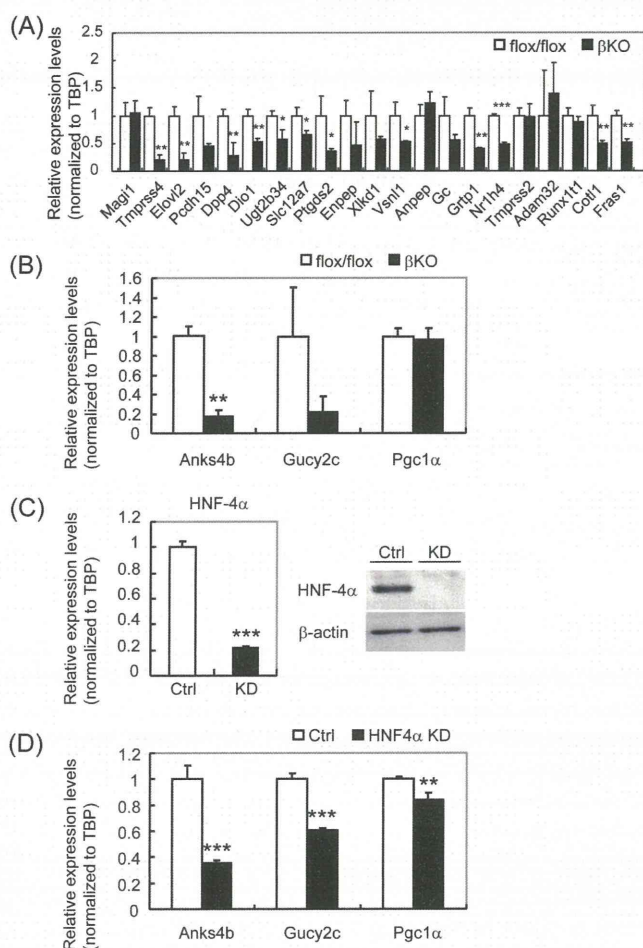 (A)
Relative expression levels
(normalized to TBP)
2.5
2
1.5
1
0.5
0
flox/flox βKO
** ** ** ** * * * * ** *** ** **
Magi1 Tmprss4 Elovl2 Pcdh15 Dpp4 Dio1 Ugt2b34 Slc12a7 Ptgds2 Enpep Xlkd1 Vsnl1 Anpep Gc Grtp1 Nr1h4 Tmprss2 Adam32 Runx1t1 Cotl1 Fras1
(B)
flox/flox βKO
Relative expression levels
(normalized to TBP)
1.6
1.4
1.2
1
0.8
0.6
0.4
0.2
0
**
Anks4b Gucy2c Pgc1α
(C)
HNF-4α
Relative expression levels
(normalized to TBP)
1.2
1
0.8
0.6
0.4
0.2
0
***
Ctrl KD
Ctrl KD
HNF-4α
β-actin
(D)
Ctrl HNF4α KD
Relative expression levels
(normalized to TBP)
1.2
1
0.8
0.6
0.4
0.2
0
*** *** **
Anks4b Gucy2c Pgc1α